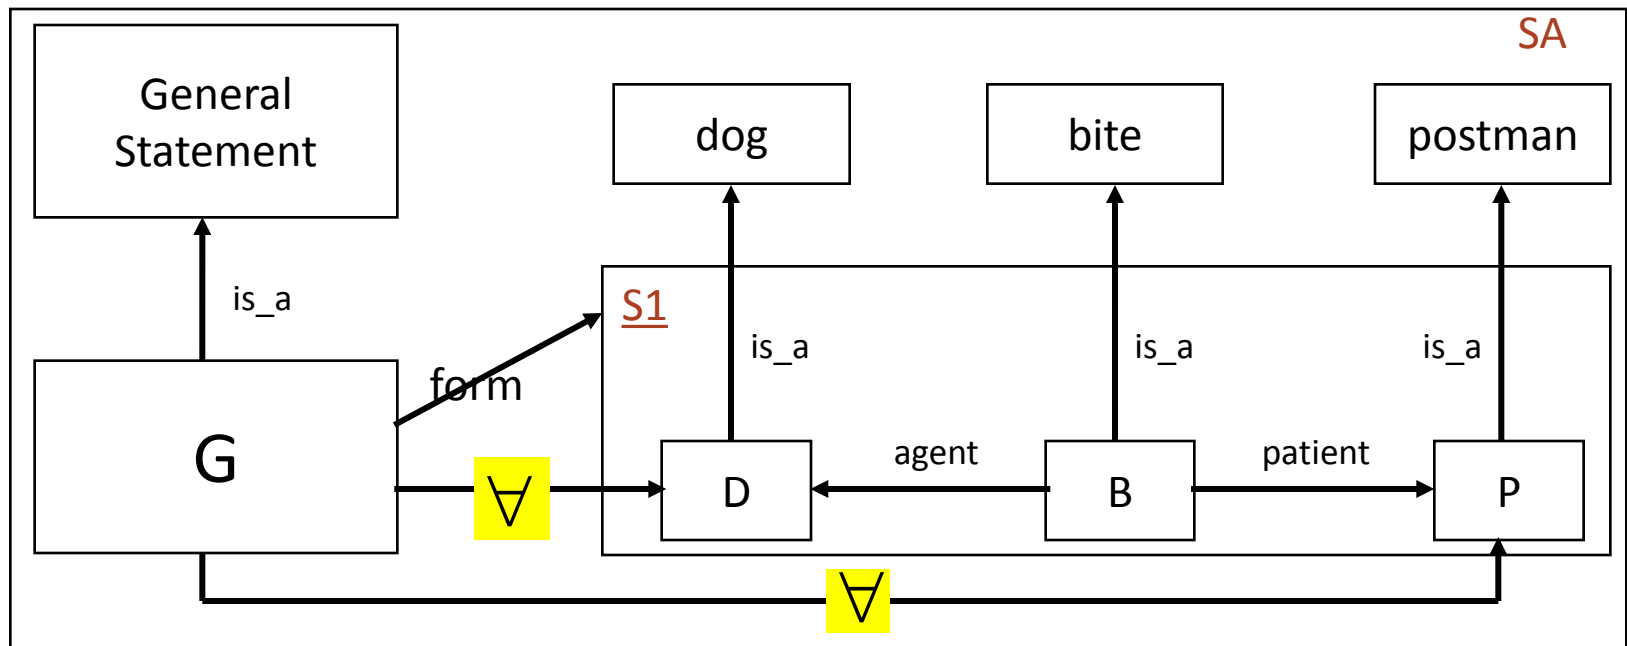 SA
General
Statement
dog
bite
postman
is_a
S1
is_a
is_a
is_a
form
G
∀
D
agent
B
patient
P
∀